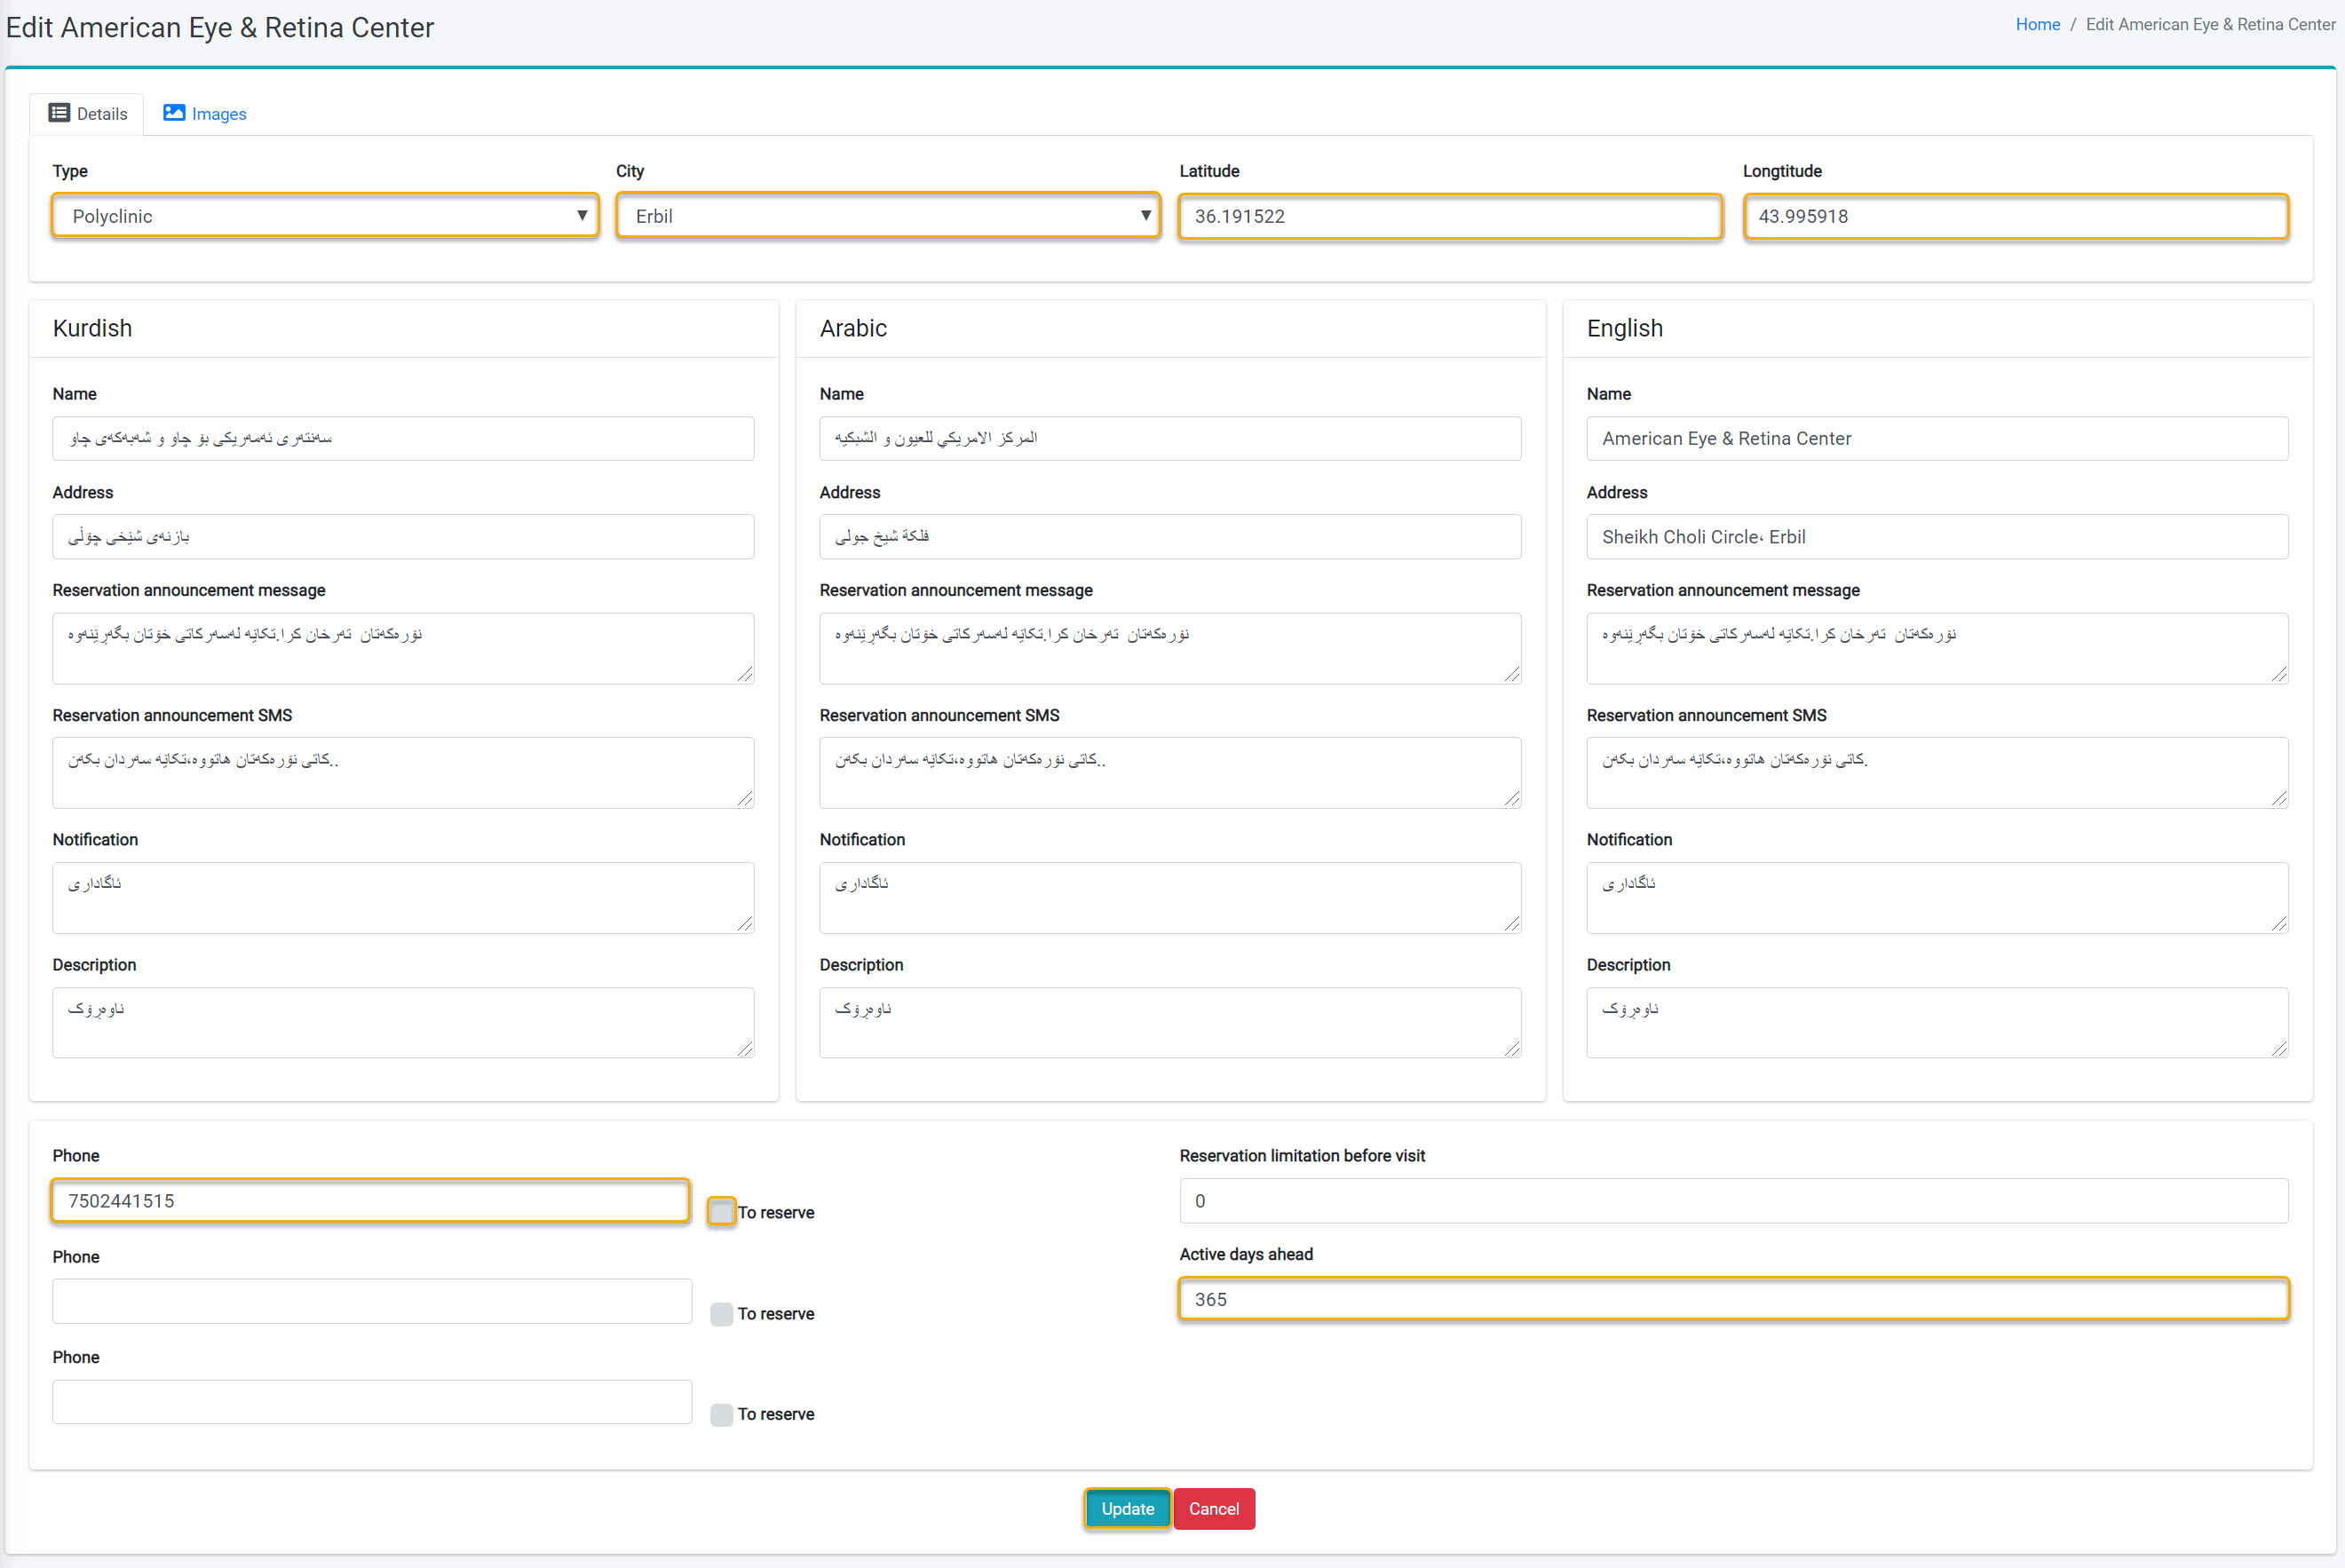 Edit American Eye & Retina Center
Home / Edit American Eye & Retina Center
Details
Images
Type
City
Latitude
Longtitude
Polyclinic
Erbil
36.191522
43.995918
Kurdish
Name
سەنتەری ئەمەریکی بۆ چاو و شەبەکەی چاو
Address
بازنەی شێخی چۆڵی
Reservation announcement message
نۆرەکەتان  تەرخان کرا.تکایە لەسەرکاتی خۆتان بگەڕێنەوە
Reservation announcement SMS
کاتی نۆرەکەتان هاتووە،تکایە سەردان بکەن..
Notification
ئاگاداری
Description
ناوەڕۆک
Arabic
Name
المركز الامريكي للعيون و الشبكيه
Address
فلكة شيخ جولى
Reservation announcement message
نۆرەکەتان  تەرخان کرا.تکایە لەسەرکاتی خۆتان بگەڕێنەوە
Reservation announcement SMS
کاتی نۆرەکەتان هاتووە،تکایە سەردان بکەن..
Notification
ئاگاداری
Description
ناوەڕۆک
English
Name
American Eye & Retina Center
Address
Sheikh Choli Circle، Erbil
Reservation announcement message
نۆرەکەتان  تەرخان کرا.تکایە لەسەرکاتی خۆتان بگەڕێنەوە
Reservation announcement SMS
کاتی نۆرەکەتان هاتووە،تکایە سەردان بکەن.
Notification
ئاگاداری
Description
ناوەڕۆک
Phone
7502441515
To reserve
Phone
To reserve
Phone
To reserve
Reservation limitation before visit
0
Active days ahead
365
Update
Cancel